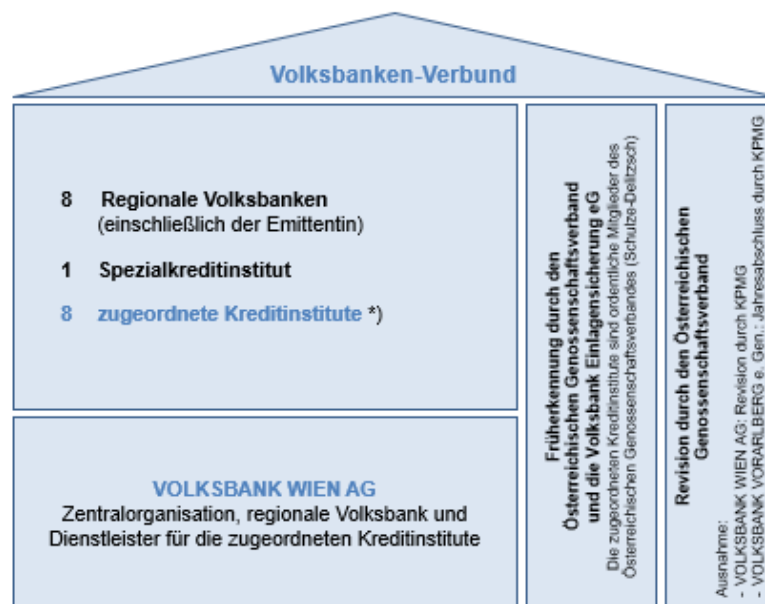 Volksbanken-Verbund
8 Regionale Volksbanken
(einschließlich der Emittentin)
1 Spezialkreditinstitut
8 zugeordnete Kreditinstitute *)
VOLKSBANK WIEN AG
Zentralorganisation, regionale Volksbank und
Dienstleister für die zugeordneten Kreditinstitute
Früherkennung durch den
Österreichischen Genossenschaftsverband
und die Volksbank Einlagensicherung eG
Die zugeordneten Kreditinstitute sind ordentliche Mitglieder des
Österreichischen Genossenschaftsverbandes (Schulze-Delitzsch)
Revision durch den Österreichischen
Genossenschaftsverband
Ausnahme:
- VOLKSBANK WIEN AG: Revision durch KPMG
- VOLKSBANK VORARLBERG e. Gen.: Jahresabschluss durch KPMG